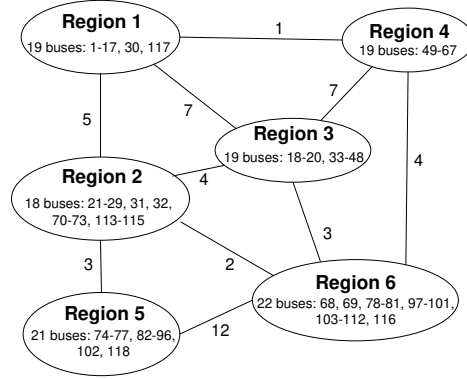 Region 1
19 buses: 1-17, 30, 117
1
Region 4
19 buses: 49-67
5
7
7
Region 3
19 buses: 18-20, 33-48
4
4
Region 2
18 buses: 21-29, 31, 32,
70-73, 113-115
3
3
2
Region 6
22 buses: 68, 69, 78-81, 97-101,
103-112, 116
Region 5
21 buses: 74-77, 82-96,
102, 118
12